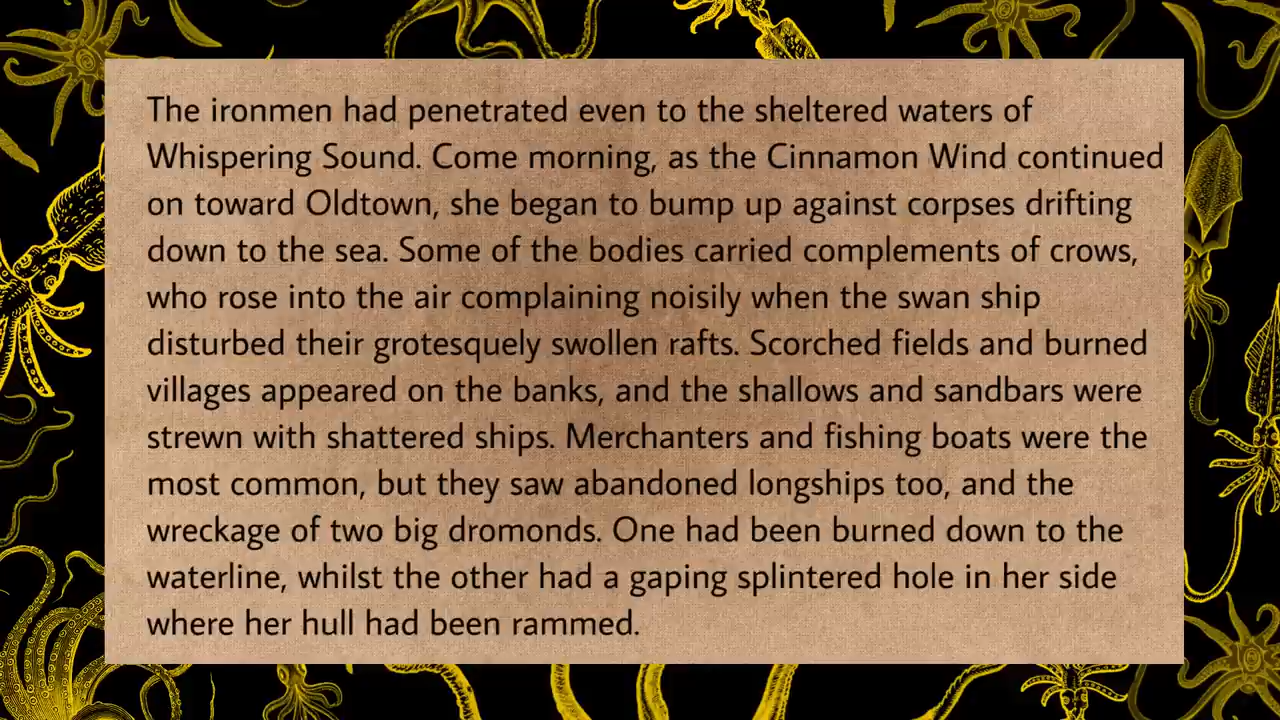 The ironmen had penetrated even to the sheltered waters of
Whispering Sound. Come morning, as the Cinnamon Wind continued
on toward Oldtown, she began to bump up against corpses drifting
down to the sea. Some of the bodies carried complements of crows,
who rose into the air complaining noisily when the swan ship
disturbed their grotesquely swollen rafts. Scorched fields and burned
villages appeared on the banks, and the shallows and sandbars were
strewn with shattered ships. Merchanters and fishing boats were the
most common, but they saw abandoned longships too, and the
wreckage of two big dromonds. One had been burned down to the
waterline, whilst the other had a gaping splintered hole in her side
where her hull had been rammed.